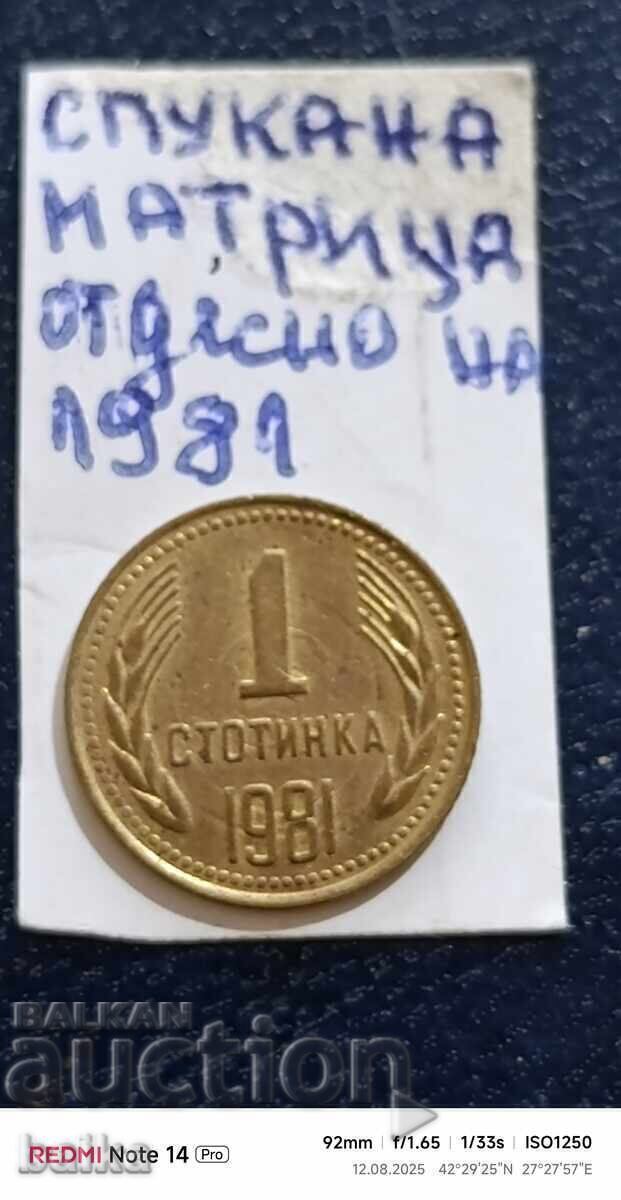 СПУКАНА
МАТРИЦА
отдясно на
1981
1
СТОТИНКА
1981
BALKAN
auction
baike
REDMI Note 14 Pro
92mm | f/1.65 | 1/33s | ISO1250
12.08.2025 42°29'25"N 27°27'57"E